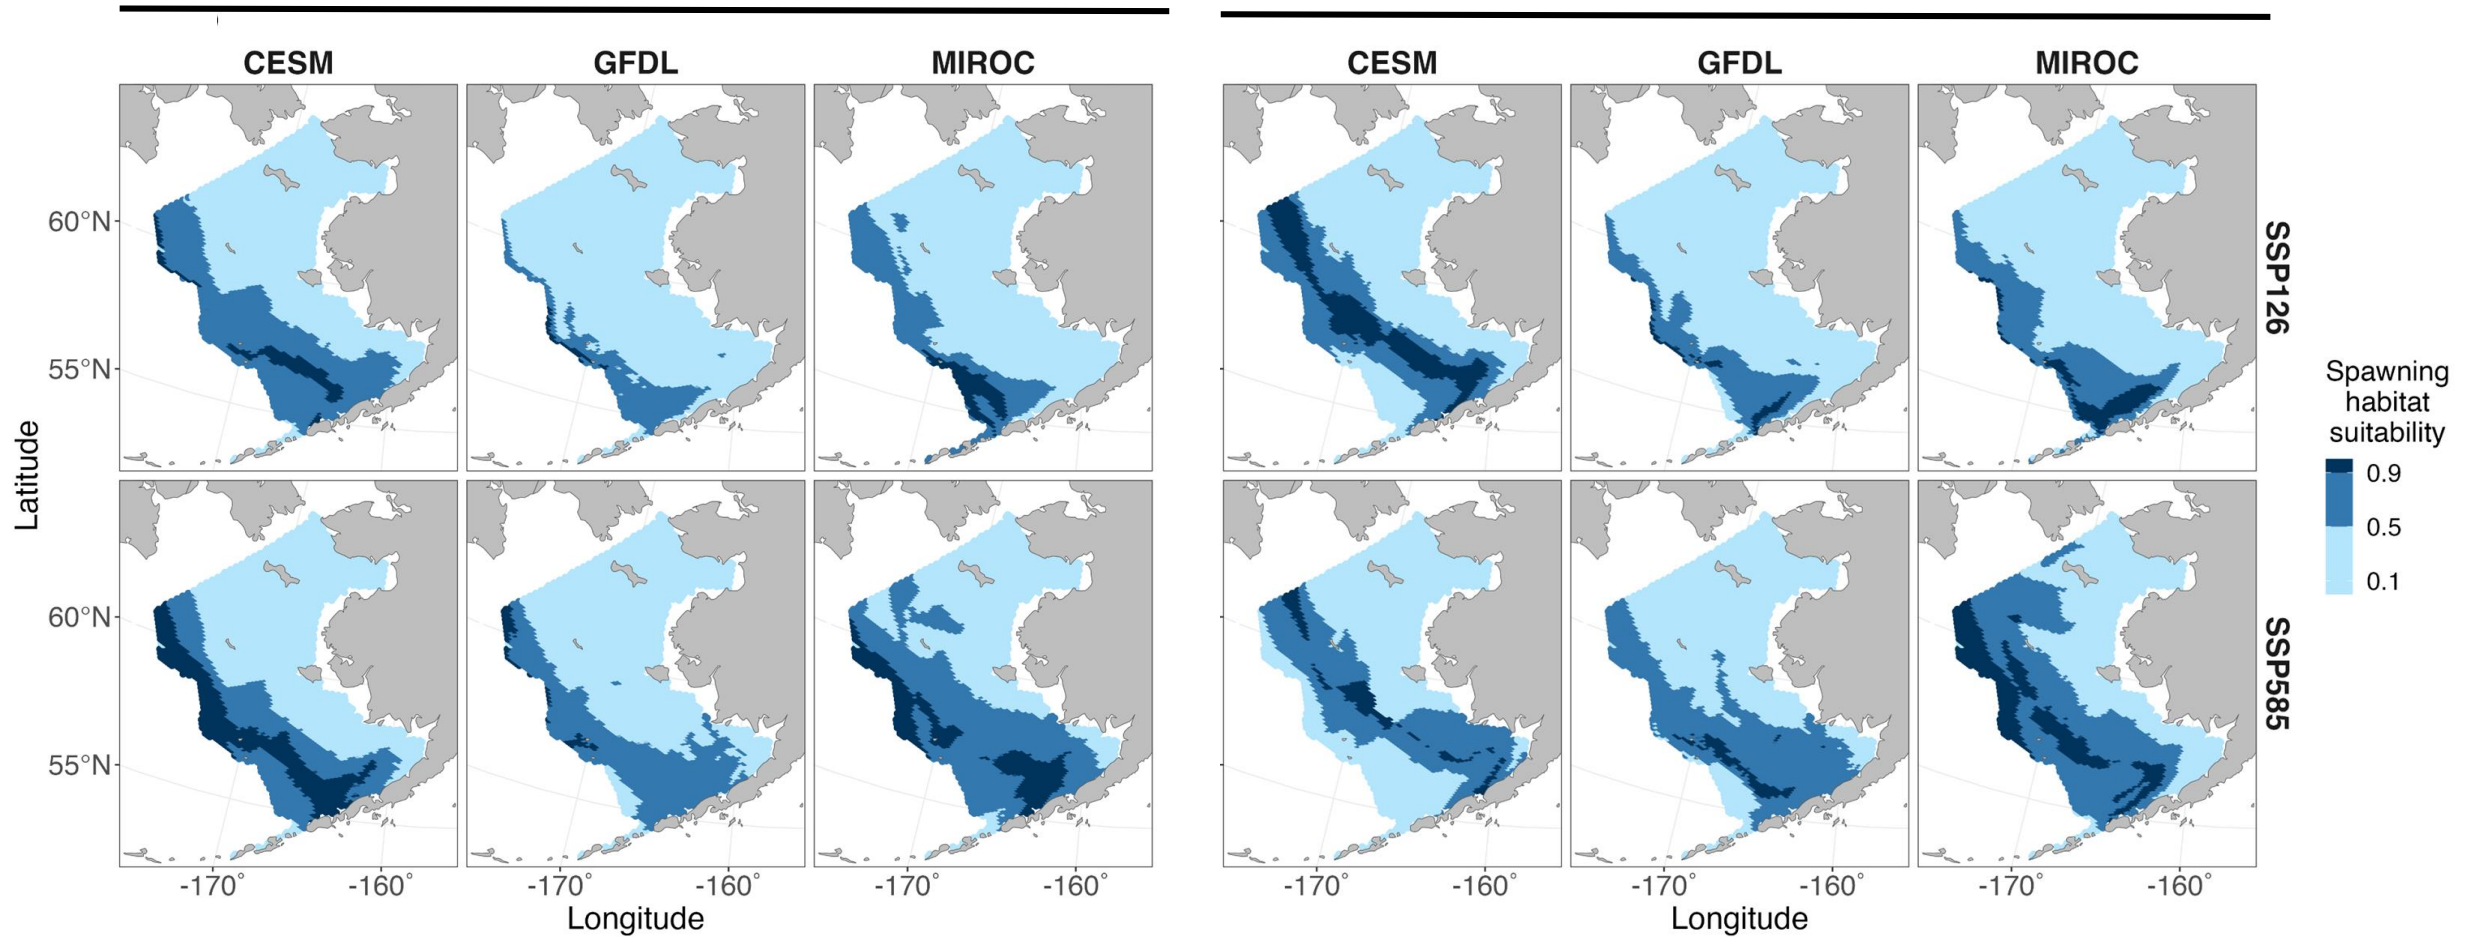 CESM GFDL MIROC CESM GFDL MIROC
SSP126
60°N
55°N
Latitude
Spawning
habitat
suitability
0.9
0.5
0.1
SSP585
60°N
55°N
-170° -160° -170° -160° -170° -160° -170° -160° -170° -160° -170° -160°
Longitude Longitude